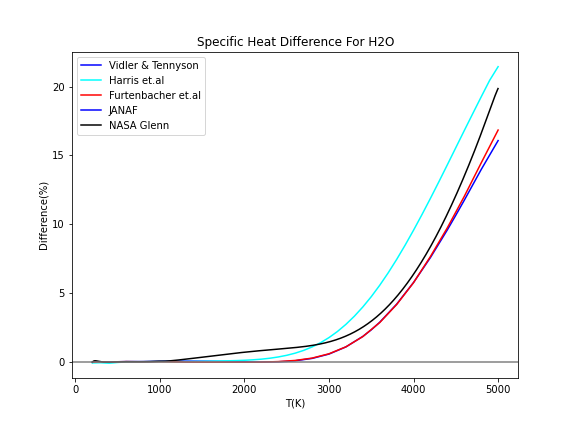 Specific Heat Difference For H2O
Vidler & Tennyson
Harris et.al
Furtenbacher et.al
JANAF
NASA Glenn
Difference(%)
20
15
10
5
0
0 1000 2000 3000 4000 5000
T(K)